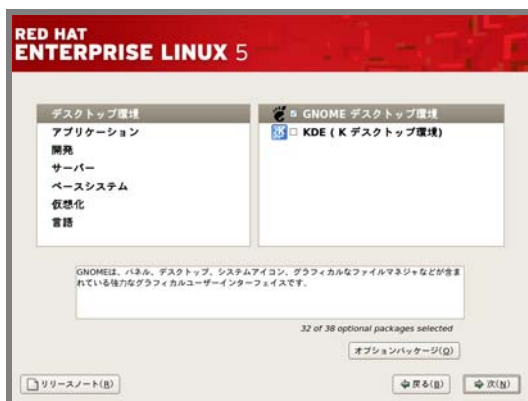 RED HAT
ENTERPRISE LINUX 5
デスクトップ環境
アプリケーション
開発
サーバー
ベースシステム
仮想化
言語
GNOME デスクトップ環境
KDE ( K デスクトップ環境)
GNOMEは、パネル、デスクトップ、システムアイコン、グラフィカルなファイルマネジャなどが含ま
れている強力なグラフィカルユーザーインターフェイスです。
32 of 38 optional packages selected
オプションパッケージ(O)
リリースノート(R)
戻る(B)
次(N)